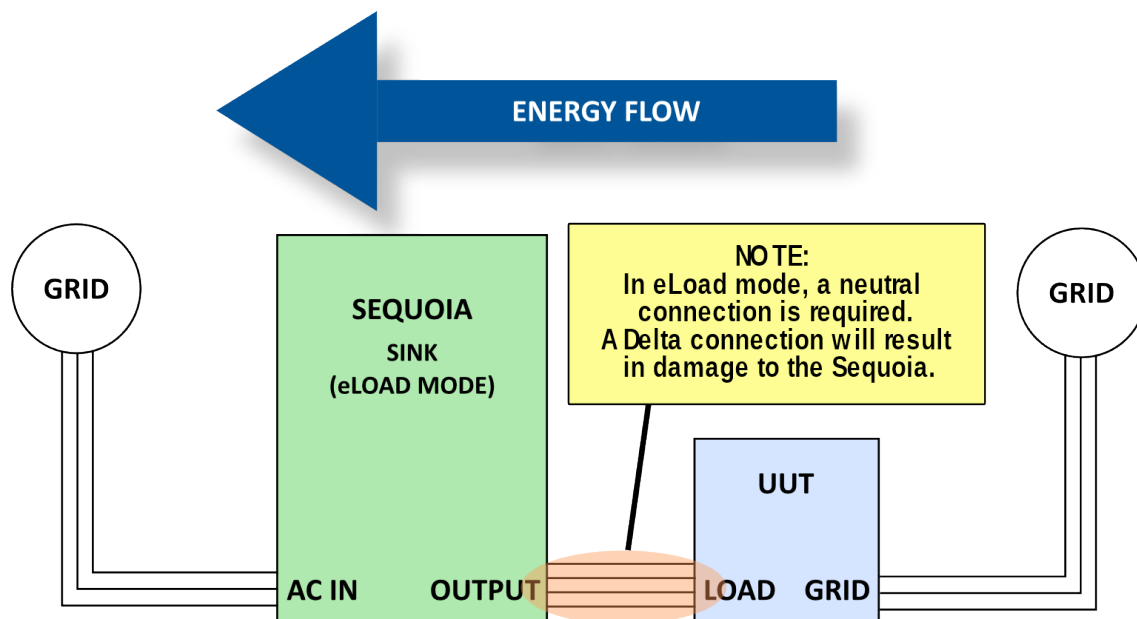 ENERGY FLOW
GRID
SEQUOIA
SINK
(eLOAD MODE)
NOTE:
In eLoad mode, a neutral
connection is required.
A Delta connection will result
in damage to the Sequoia.
GRID
UUT
AC IN
OUTPUT
LOAD
GRID